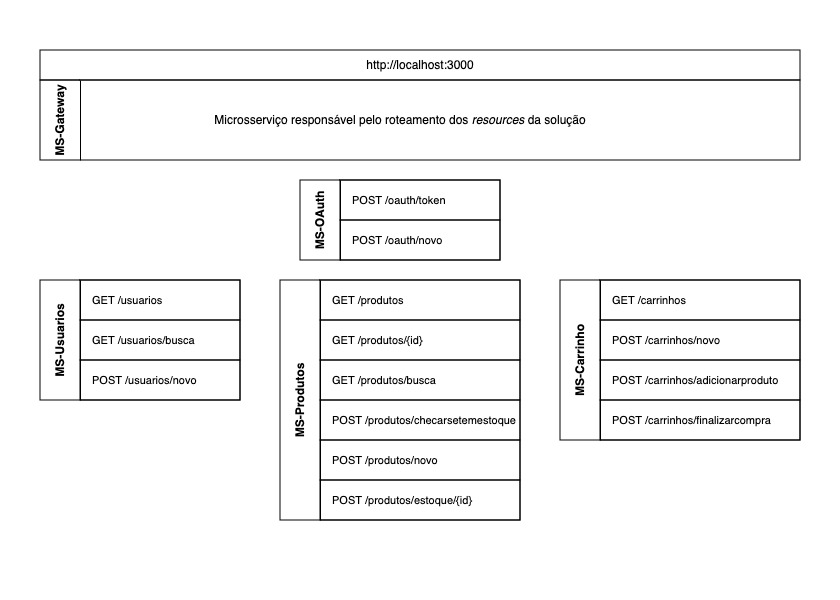 http://localhost:3000
MS-Gateway
Microsserviço responsável pelo roteamento dos resources da solução
MS-OAuth
POST /oauth/token
POST /oauth/novo
MS-Usuarios
GET /usuarios
GET /usuarios/busca
POST /usuarios/novo
MS-Produtos
GET /produtos
GET /produtos/{id}
GET /produtos/busca
POST /produtos/checarsetemestoque
POST /produtos/novo
POST /produtos/estoque/{id}
MS-Carrinho
GET /carrinhos
POST /carrinhos/novo
POST /carrinhos/adicionarproduto
POST /carrinhos/finalizarcompra